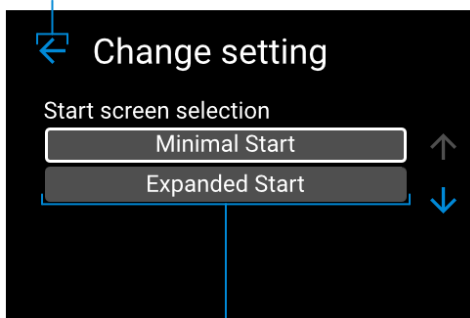 Change setting
Start screen selection
Minimal Start
Expanded Start